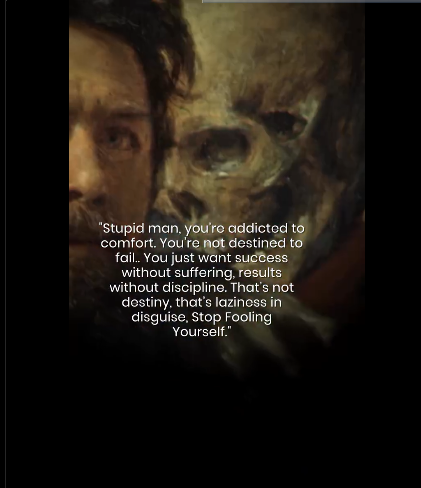 "Stupid man, you're addicted to
comfort. You're not destined to
fail.. You just want success
without suffering, results
without discipline. That's not
destiny, that's laziness in
disguise, Stop Fooling
Yourself."